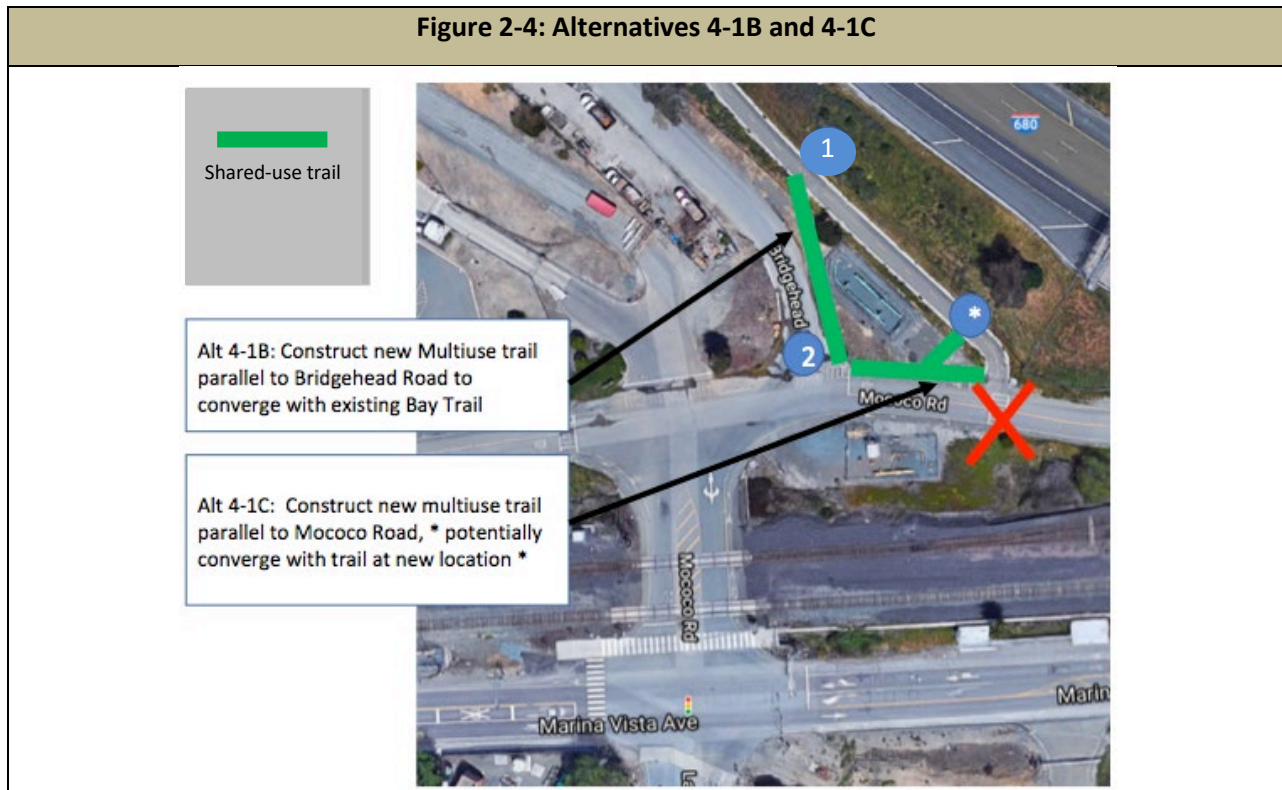 Figure 2-4: Alternatives 4-1B and 4-1C
Shared-use trail
680
1
Bridgehead
*
2
Alt 4-1B: Construct new Multiuse trail
parallel to Bridgehead Road to
converge with existing Bay Trail
Mococo Rd
Alt 4-1C: Construct new multiuse trail
parallel to Mococo Road, * potentially
converge with trail at new location *
Mococo Rd
Marina Vista Ave
Marin
La